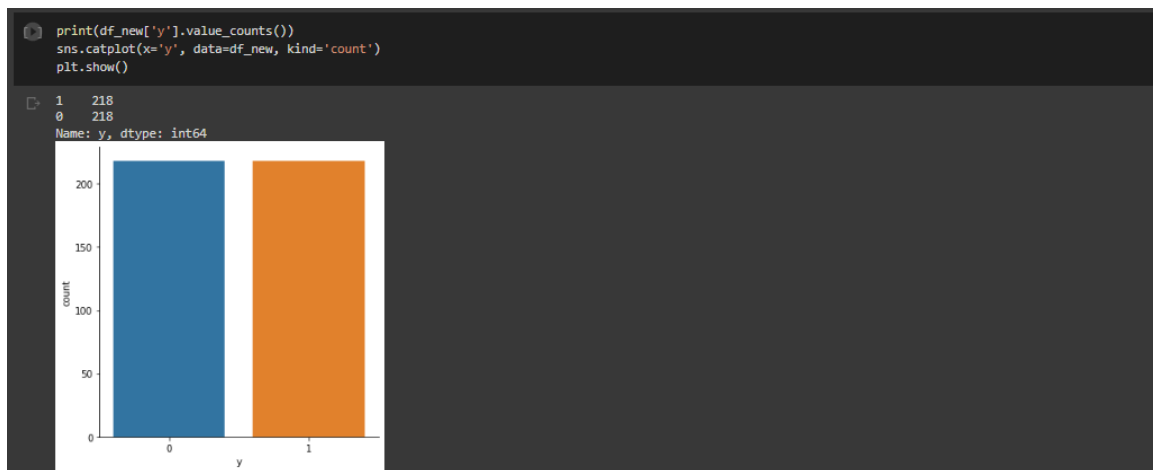 print(df_new['y'].value_counts())
sns.catplot(x='y', data=df_new, kind='count')
plt.show()
1    218
0    218
Name: y, dtype: int64
200
150
count
100
50
0
0 1
y